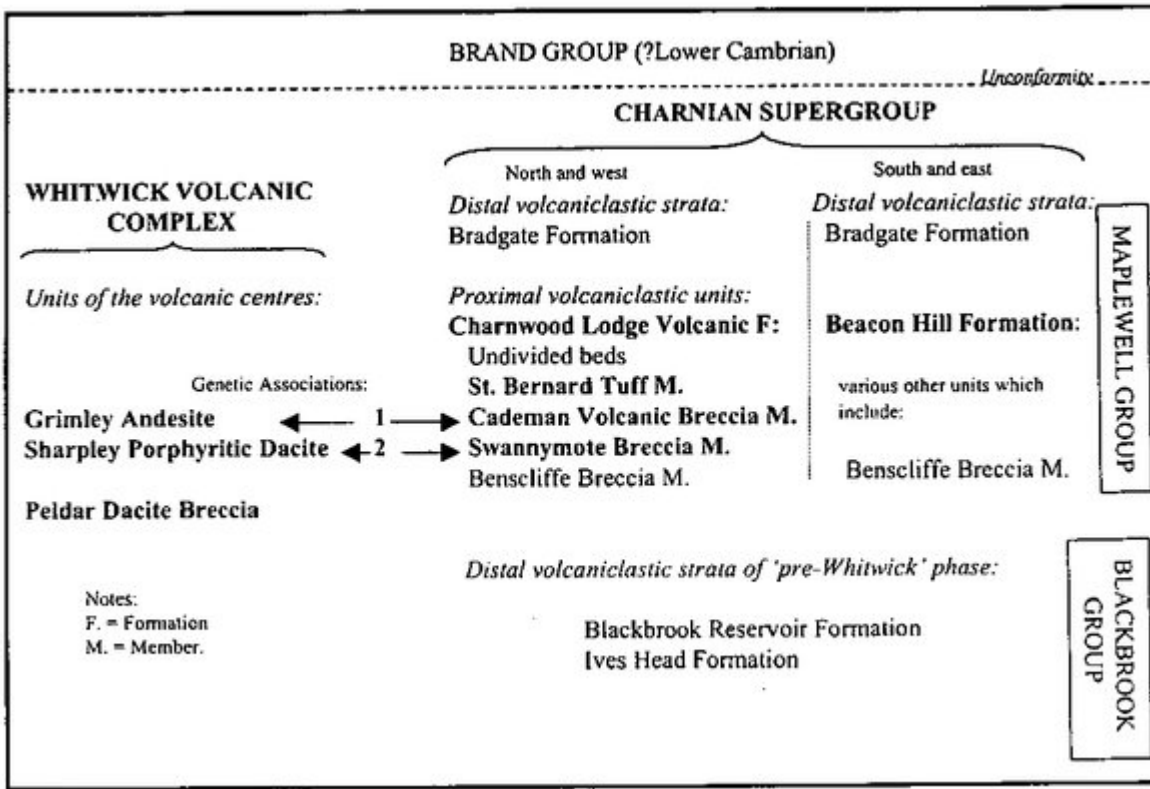 BRAND GROUP (?Lower Cambrian)
Unconformity
CHARNIAN SUPERGROUP
WHITWICK VOLCANIC
COMPLEX
Units of the volcanic centres:
Genetic Associations:
Grimley Andesite
1
Sharpley Porphyritic Dacite
2
Peldar Dacite Breccia
Notes:
F. = Formation
M. = Member.
North and west
Distal volcaniclastic strata:
Bradgate Formation
Proximal volcaniclastic units:
Charnwood Lodge Volcanic F:
Undivided beds
St. Bernard Tuff M.
Cademan Volcanic Breccia M.
Swannymote Breccia M.
Benscliffe Breccia M.
South and east
Distal volcaniclastic strata:
Bradgate Formation
Beacon Hill Formation:
various other units which
include:
Benscliffe Breccia M.
MAPLEWELL GROUP
Distal volcaniclastic strata of 'pre-Whitwick' phase:
Blackbrook Reservoir Formation
Ives Head Formation
BLACKBROOK
GROUP